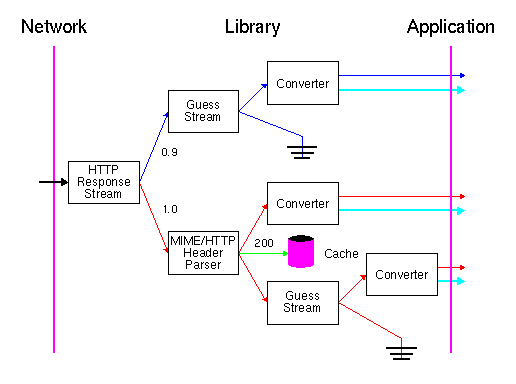 Network
Library
Application
Converter
Guess
Stream
0.9
HTTP
Response
Stream
1.0
Converter
MIME/HTTP
Header
Parser
200
Cache
Converter
Guess
Stream